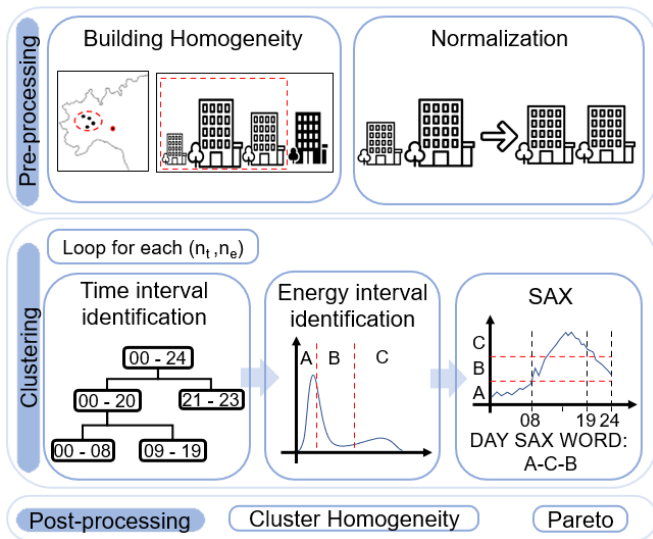 Pre-processing
Building Homogeneity
Normalization
Clustering
Loop for each (nt ,ne)
Time interval
identification
00 - 24
00 - 20
21 - 23
00 - 08
09 - 19
Energy interval
identification
A
B
C
SAX
C
B
A
08
19
24
DAY SAX WORD:
A-C-B
Post-processing
Cluster Homogeneity
Pareto